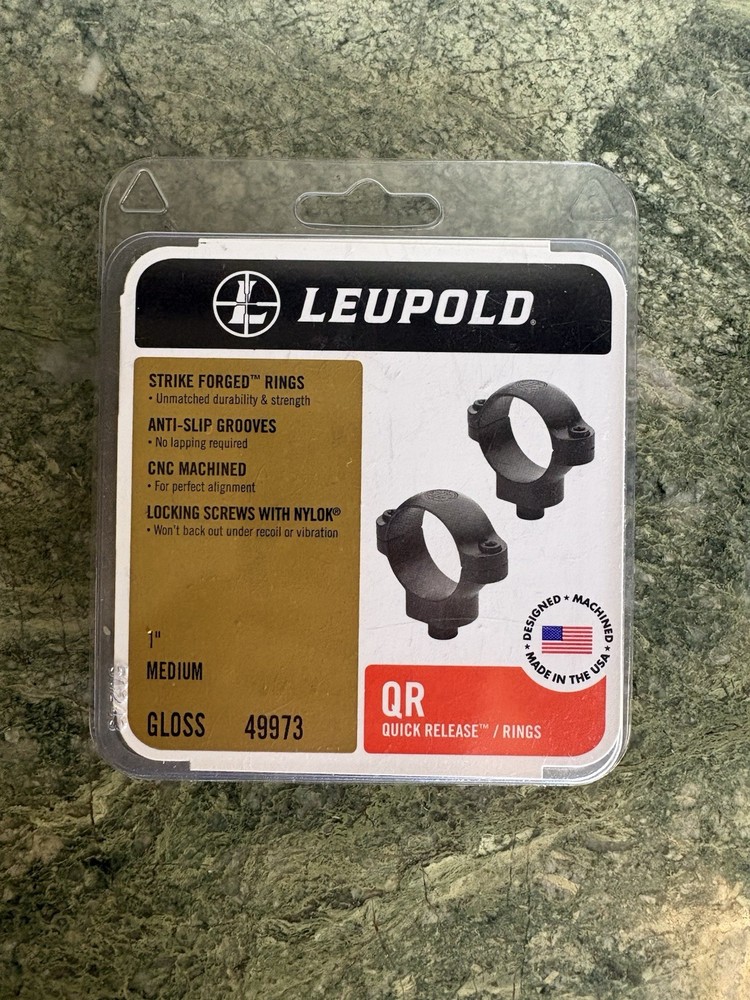 LEUPOLD®
STRIKE FORGED™ RINGS
• Unmatched durability & strength
ANTI-SLIP GROOVES
• No lapping required
CNC MACHINED
• For perfect alignment
LOCKING SCREWS WITH NYLOK®
• Won't back out under recoil or vibration
1"
MEDIUM
GLOSS 49973
DESIGNED ★ MACHINED ★ MADE IN THE USA ★
QR
QUICK RELEASE™ / RINGS